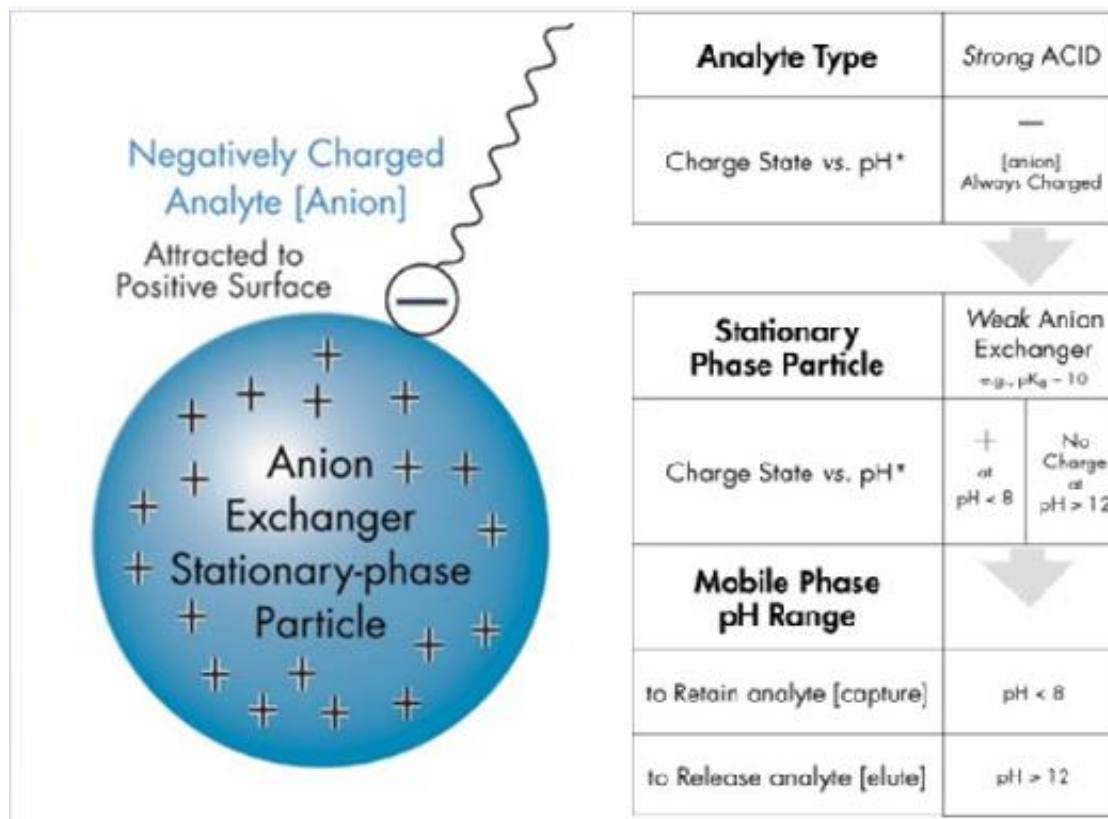 Negatively Charged
Analyte [Anion]
Attracted to
Positive Surface
−
Anion
Exchanger
Stationary-phase
Particle
Analyte Type
Strong ACID
Charge State vs. pH*
−
[anion]
Always Charged
Stationary
Phase Particle
Weak Anion
Exchanger
e.g., pKa ~ 10
Charge State vs. pH*
+
at
pH < 8
No
Charge
at
pH > 12
Mobile Phase
pH Range
to Retain analyte [capture]
pH < 8
to Release analyte [elute]
pH > 12